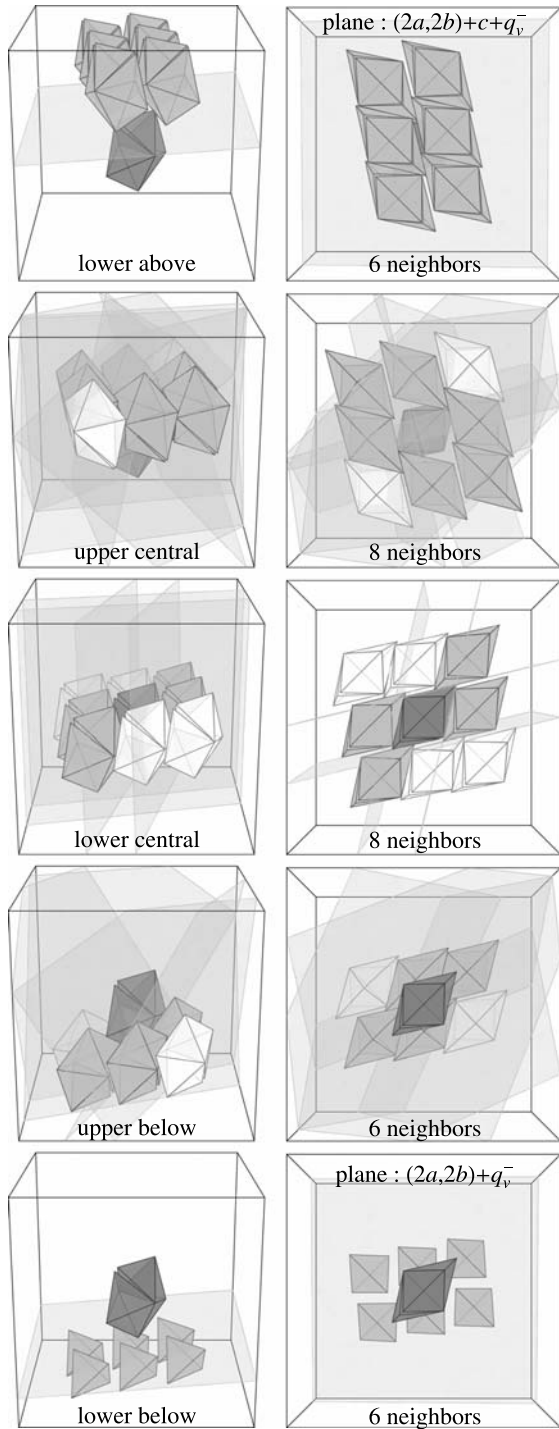 plane : (2a,2b)+c+q_v^-
lower above
6 neighbors
upper central
8 neighbors
lower central
8 neighbors
upper below
6 neighbors
plane : (2a,2b)+q_v^-
lower below
6 neighbors